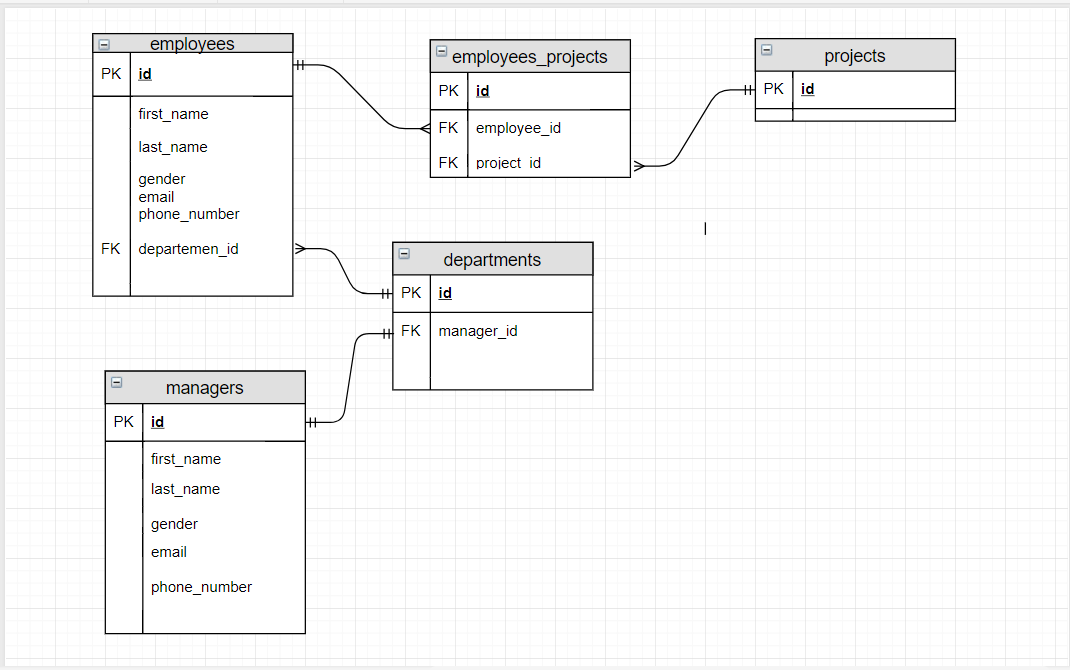 employees
PK id
first_name
last_name
gender
email
phone_number
FK departemen_id
employees_projects
PK id
FK employee_id
FK project_id
projects
PK id
departments
PK id
FK manager_id
managers
PK id
first_name
last_name
gender
email
phone_number